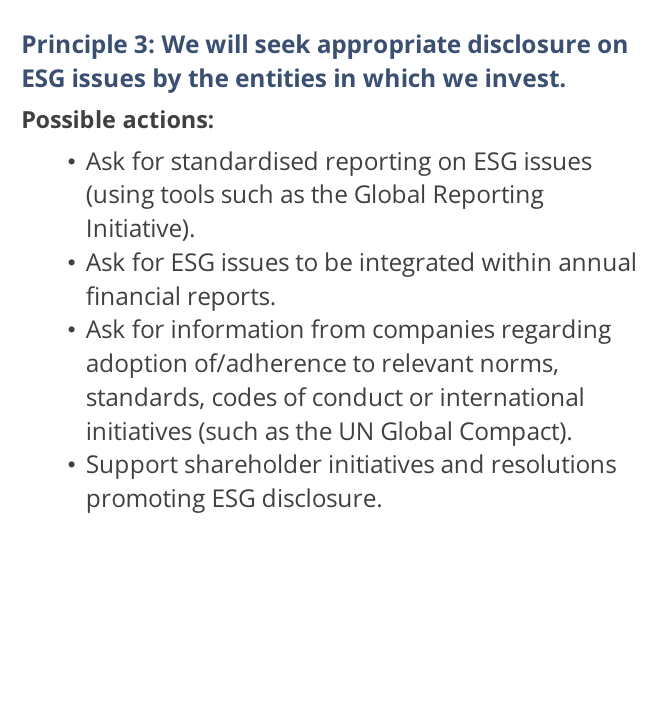 Principle 3: We will seek appropriate disclosure on
ESG issues by the entities in which we invest.
Possible actions:
• Ask for standardised reporting on ESG issues
(using tools such as the Global Reporting
Initiative).
• Ask for ESG issues to be integrated within annual
financial reports.
• Ask for information from companies regarding
adoption of/adherence to relevant norms,
standards, codes of conduct or international
initiatives (such as the UN Global Compact).
• Support shareholder initiatives and resolutions
promoting ESG disclosure.